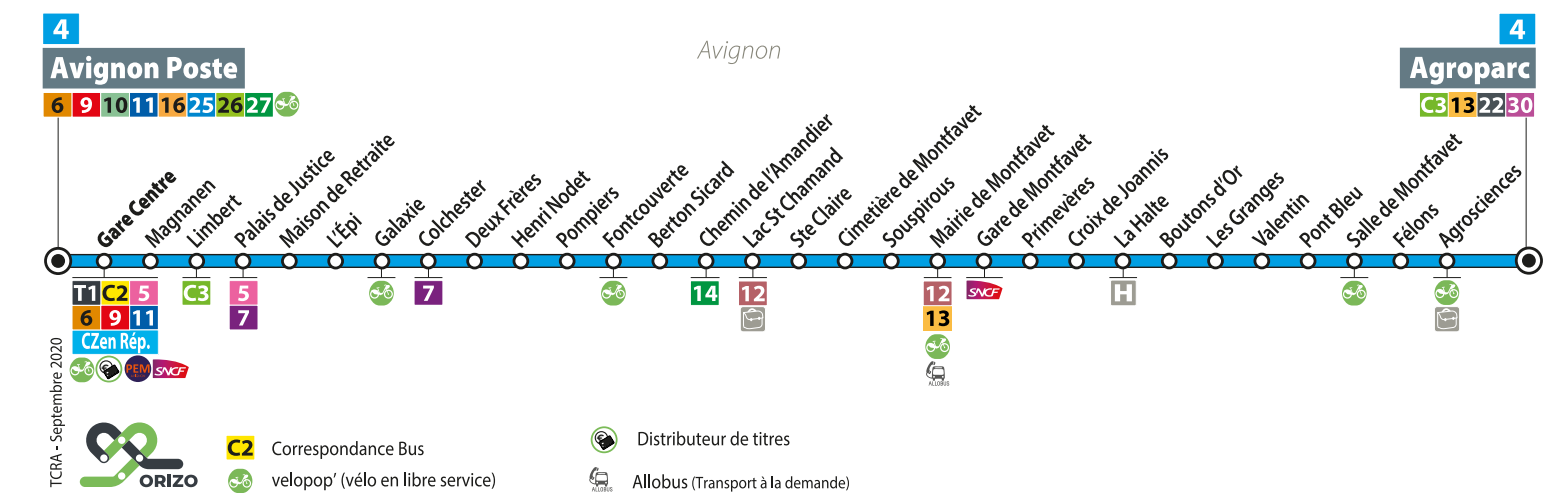 4
Avignon Poste
6 9 10 11 16 25 26 27
Avignon
4
Agroparc
C3 13 22 30
Gare Centre
Magnanen
Limbert
Palais de Justice
Maison de Retraite
L'Épi
Galaxie
Colchester
Deux Frères
Henri Nodet
Pompiers
Fontcouverte
Berton Sicard
Chemin de l'Amandier
Lac St Chamand
Ste Claire
Cimetière de Montfavet
Souspirous
Mairie de Montfavet
Gare de Montfavet
Primevères
Croix de Joannis
La Halte
Boutons d'Or
Les Granges
Valentin
Pont Bleu
Salle de Montfavet
Félons
Agrosciences
T1 C2 5
6 9 11
CZen Rép.
PEM SNCF
C3
5
7
7
14
12
12
13
ALLOBUS
SNCF
H
TCRA - Septembre 2020
ORIZO
C2 Correspondance Bus
velopop' (vélo en libre service)
Distributeur de titres
ALLOBUS Allobus (Transport à la demande)